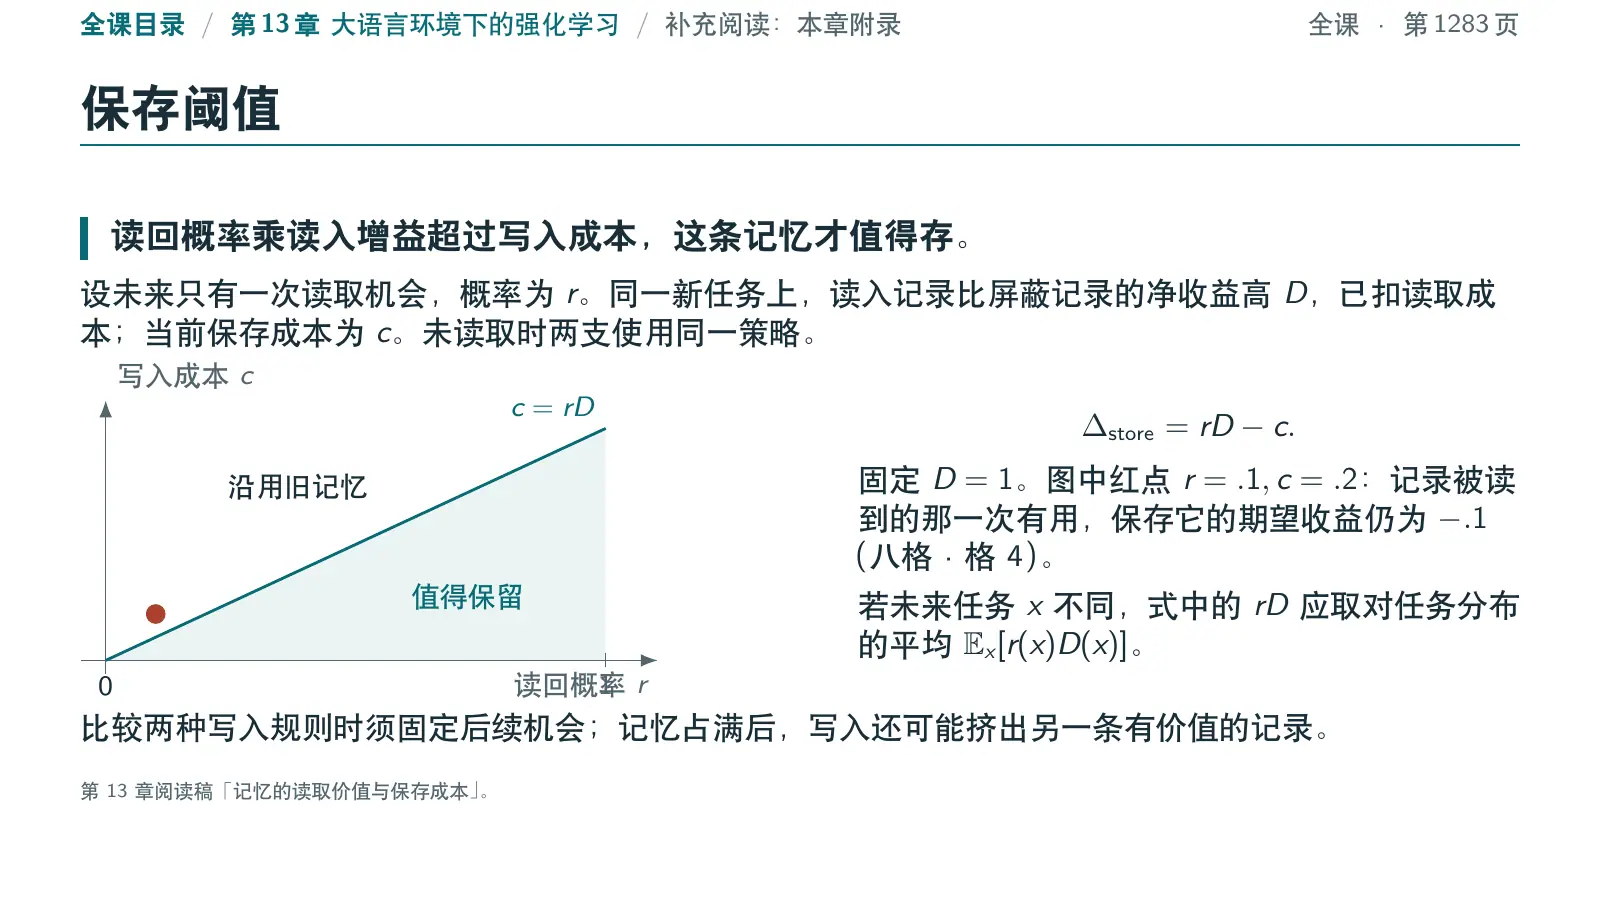 全课目录 / 第 13 章 大语言环境下的强化学习 / 补充阅读：本章附录
全课 · 第 1283 页
保存阈值
读回概率乘读入增益超过写入成本，这条记忆才值得存。
设未来只有一次读取机会，概率为 r。同一新任务上，读入记录比屏蔽记录的净收益高 D，已扣读取成
本；当前保存成本为 c。未读取时两支使用同一策略。
写入成本 c
c = rD
沿用旧记忆
值得保留
0
读回概率 r
Δstore = rD − c.
固定 D = 1。图中红点 r = .1, c = .2：记录被读
到的那一次有用，保存它的期望收益仍为 −.1
（八格 · 格 4）。
若未来任务 x 不同，式中的 rD 应取对任务分布
的平均 𝔼x[r(x)D(x)]。
比较两种写入规则时须固定后续机会；记忆占满后，写入还可能挤出另一条有价值的记录。
第 13 章阅读稿「记忆的读取价值与保存成本」。